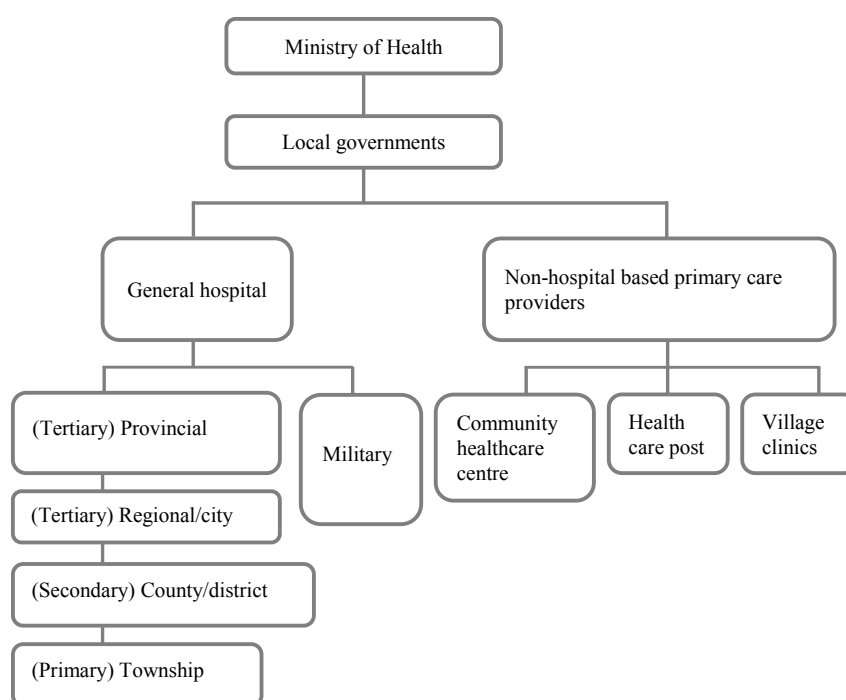 Ministry of Health
Local governments
General hospital
Non-hospital based primary care
providers
(Tertiary) Provincial
Military
Community
healthcare
centre
Health
care post
Village
clinics
(Tertiary) Regional/city
(Secondary) County/district
(Primary) Township